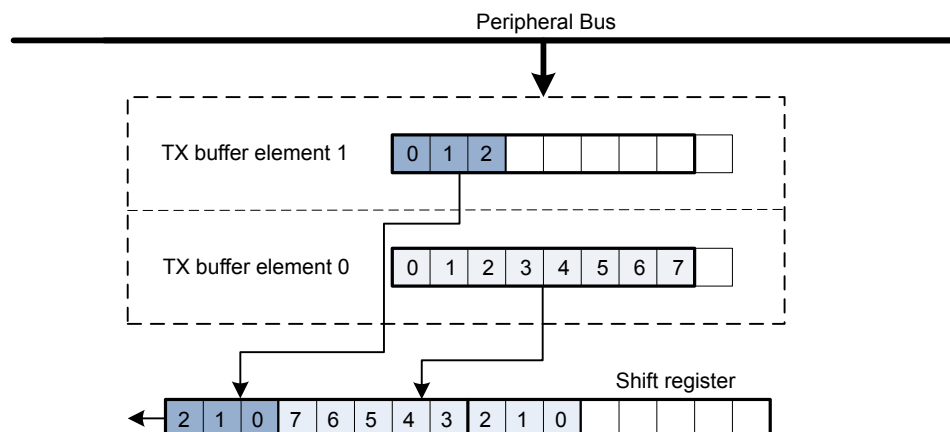 Peripheral Bus
TX buffer element 1 0 1 2
TX buffer element 0 0 1 2 3 4 5 6 7
Shift register
2 1 0 7 6 5 4 3 2 1 0